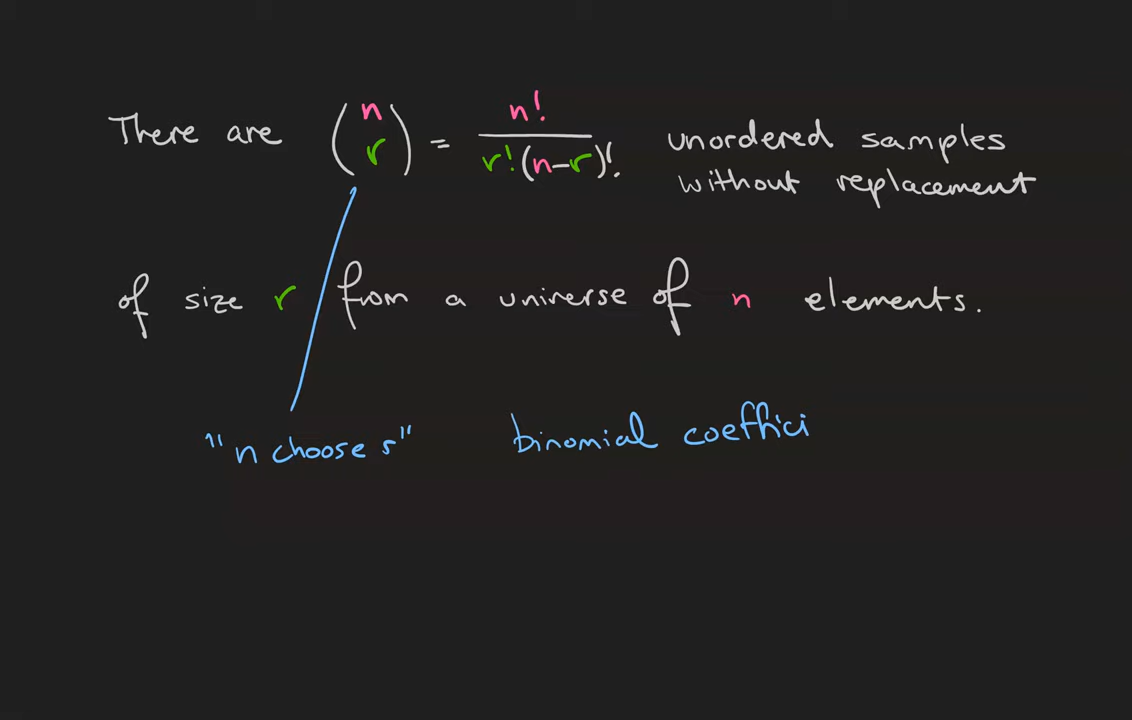 There are (n r) = n! / r!(n-r)! unordered samples
without replacement
of size r from a universe of n elements.
"n choose r" binomial coeffici